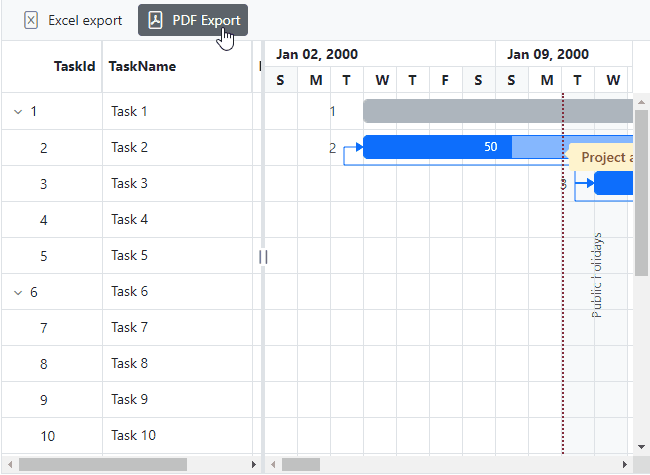 Excel export PDF Export
TaskId TaskName Jan 02, 2000 Jan 09, 2000
S M T W T F S S M T W
1 Task 1 1
2 Task 2 2 50
Project a
3 Task 3 3
4 Task 4
5 Task 5
Public Holidays
6 Task 6
7 Task 7
8 Task 8
9 Task 9
10 Task 10